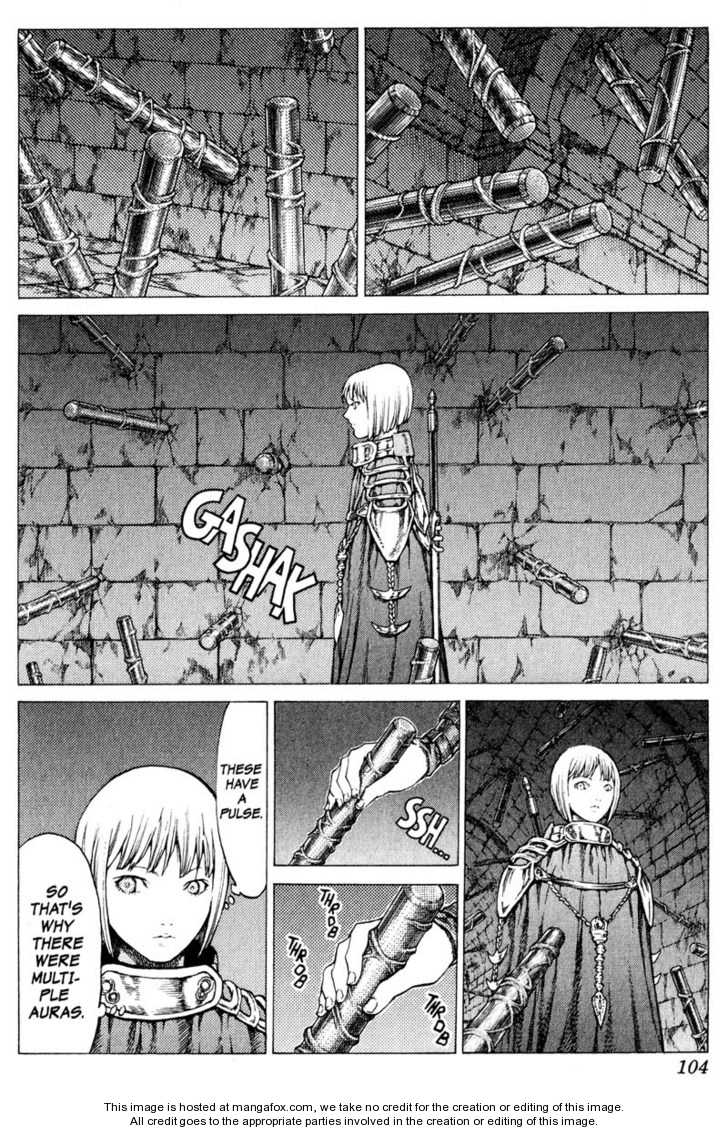 GASHAK
SSH...
THESE
HAVE
A
PULSE.
THROB
THROB
THROB
SO
THAT'S
WHY
THERE
WERE
MULTI-
PLE
AURAS.
104
This image is hosted at mangafox.com, we take no credit for the creation or editing of this image.
All credit goes to the appropriate parties involved in the creation or editing of this image.